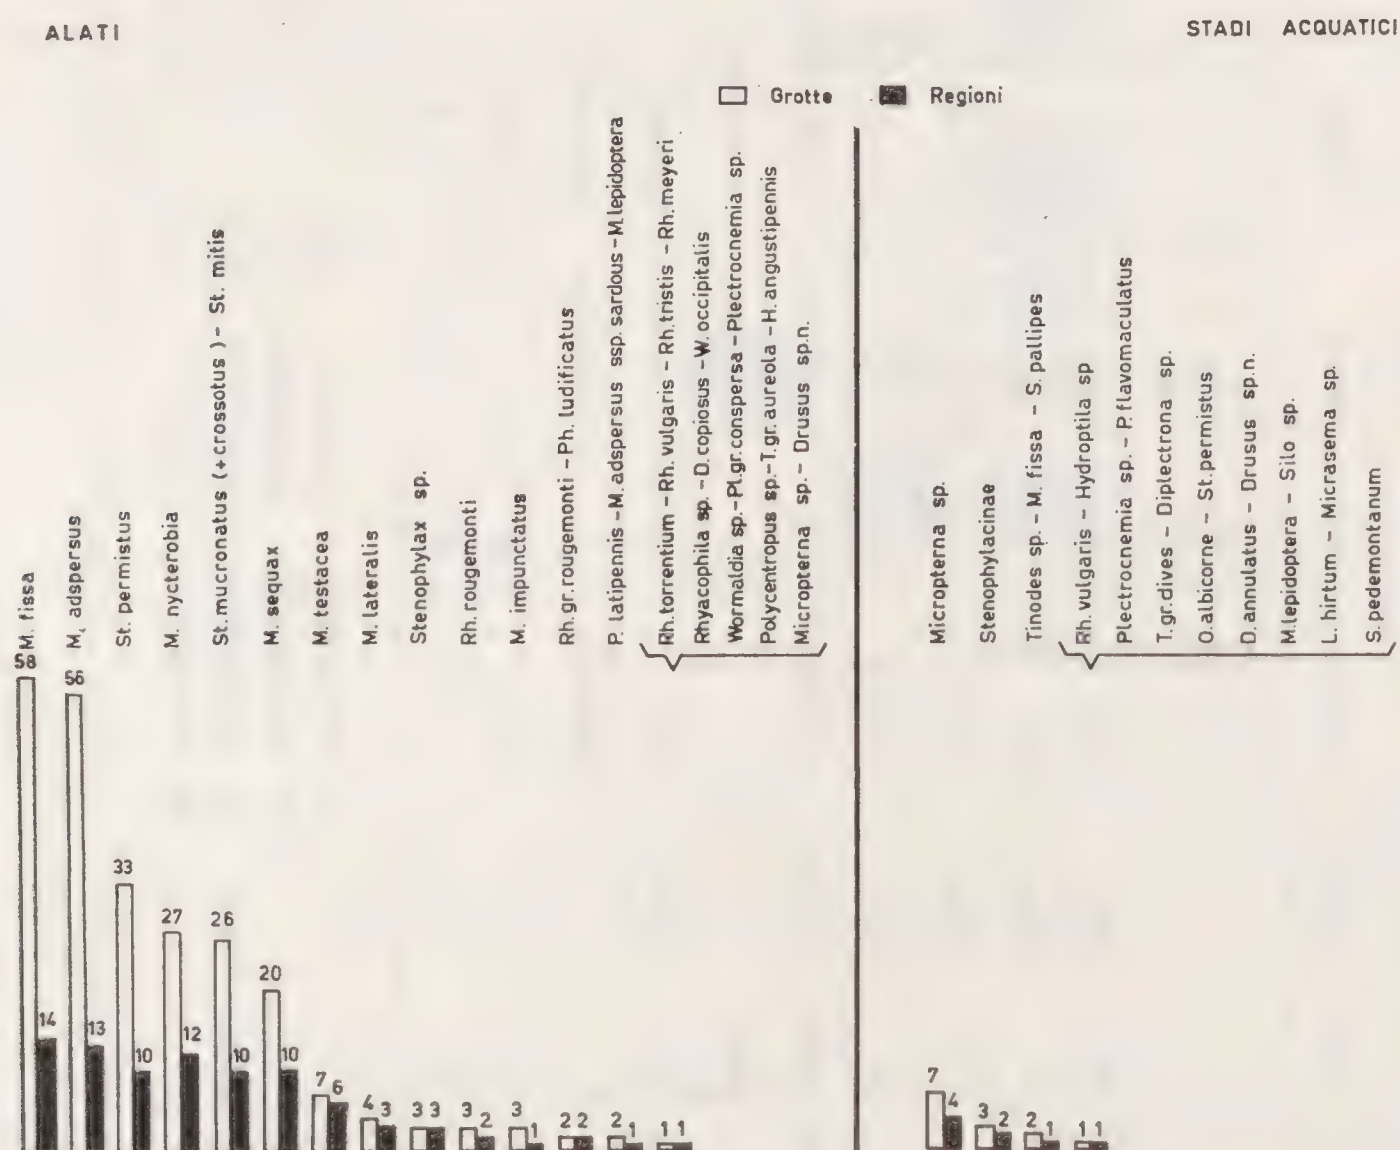 ALATI
STADI ACQUATICI
Grotte
Regioni
M. fissa
M. adspersus
St. permistus
M. nycterobia
St. mucronatus (+crossotus) - St. mitis
M. sequax
M. testacea
M. lateralis
Stenophylax sp.
Rh. rougemonti
M. impunctatus
Rh.gr.rougemonti - Ph. ludificatus
P. latipennis - M. adspersus ssp. sardous - M. lepidoptera
Rh. torrentium - Rh. vulgaris - Rh. tristis - Rh. meyeri
Rhyacophila sp. - D. copiosus - W. occipitalis
Wormaldia sp. - Pl.gr.conspersa - Plectrocnemia sp.
Polycentropus sp. - T.gr. aureola - H. angustipennis
Micropterna sp. - Drusus sp.n.
Micropterna sp.
Stenophylacinae
Tinodes sp. - M. fissa - S. pallipes
Rh. vulgaris - Hydroptila sp
Plectrocnemia sp. - P. flavomaculatus
T.gr.dives - Diplectrona sp.
O. albicorne - St. permistus
D. annulatus - Drusus sp.n.
M. lepidoptera - Silo sp.
L. hirtum - Micrasema sp.
S. pedemontanum
58
14
56
13
33
10
27
12
26
10
20
10
7
6
4
3
3
3
3
2
3
1
2
2
2
1
1
1
7
4
3
2
2
1
1
1